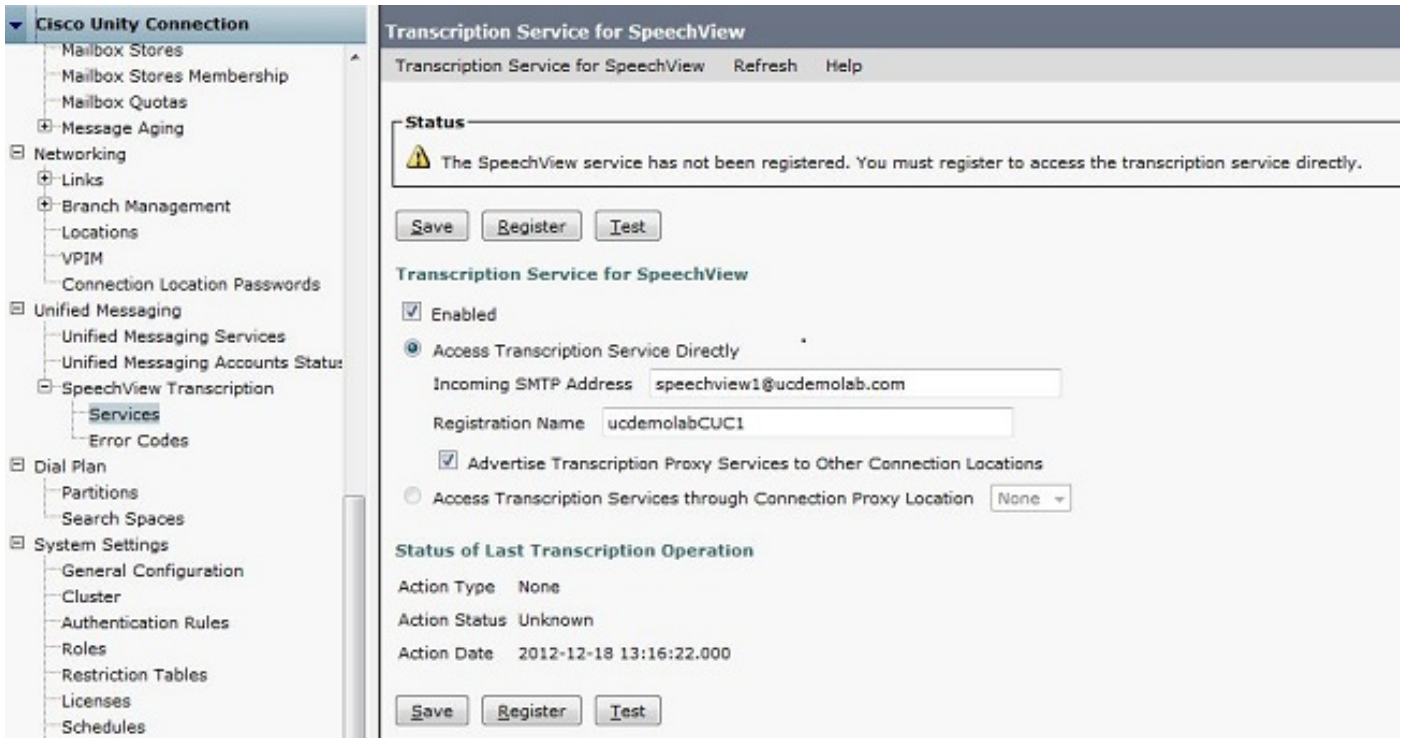 Cisco Unity Connection
Mailbox Stores
Mailbox Stores Membership
Mailbox Quotas
Message Aging
Networking
Links
Branch Management
Locations
VPIM
Connection Location Passwords
Unified Messaging
Unified Messaging Services
Unified Messaging Accounts Statu
SpeechView Transcription
Services
Error Codes
Dial Plan
Partitions
Search Spaces
System Settings
General Configuration
Cluster
Authentication Rules
Roles
Restriction Tables
Licenses
Schedules
Transcription Service for SpeechView
Transcription Service for SpeechView Refresh Help
Status
The SpeechView service has not been registered. You must register to access the transcription service directly.
Save Register Test
Transcription Service for SpeechView
Enabled
Access Transcription Service Directly
Incoming SMTP Address speechview1@ucdemolab.com
Registration Name ucdemolabCUC1
Advertise Transcription Proxy Services to Other Connection Locations
Access Transcription Services through Connection Proxy Location None
Status of Last Transcription Operation
Action Type None
Action Status Unknown
Action Date 2012-12-18 13:16:22.000
Save Register Test